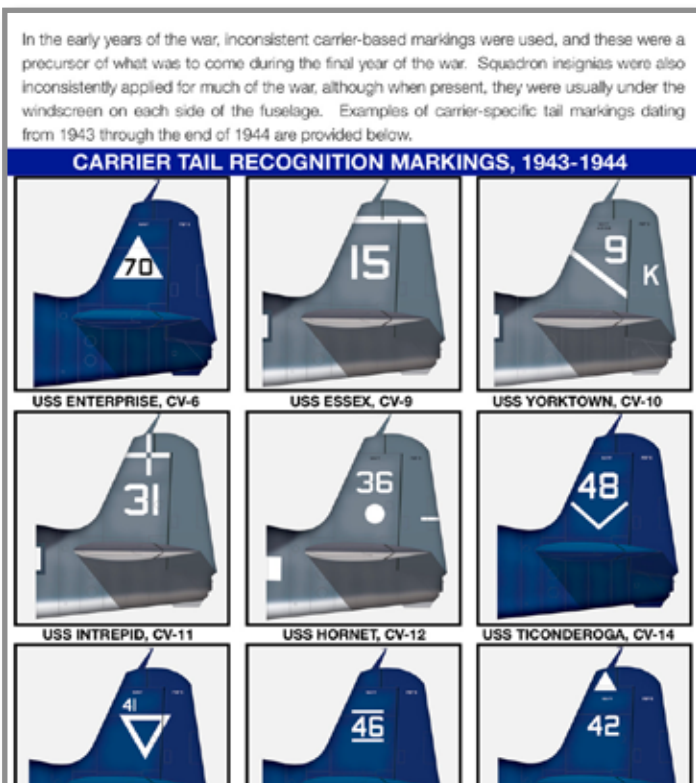 In the early years of the war, inconsistent carrier-based markings were used, and these were a
precursor of what was to come during the final year of the war. Squadron insignias were also
inconsistently applied for much of the war, although when present, they were usually under the
windscreen on each side of the fuselage. Examples of carrier-specific tail markings dating
from 1943 through the end of 1944 are provided below.
CARRIER TAIL RECOGNITION MARKINGS, 1943-1944
70
15
9
K
USS ENTERPRISE, CV-6
USS ESSEX, CV-9
USS YORKTOWN, CV-10
31
36
48
USS INTREPID, CV-11
USS HORNET, CV-12
USS TICONDEROGA, CV-14
41
46
42